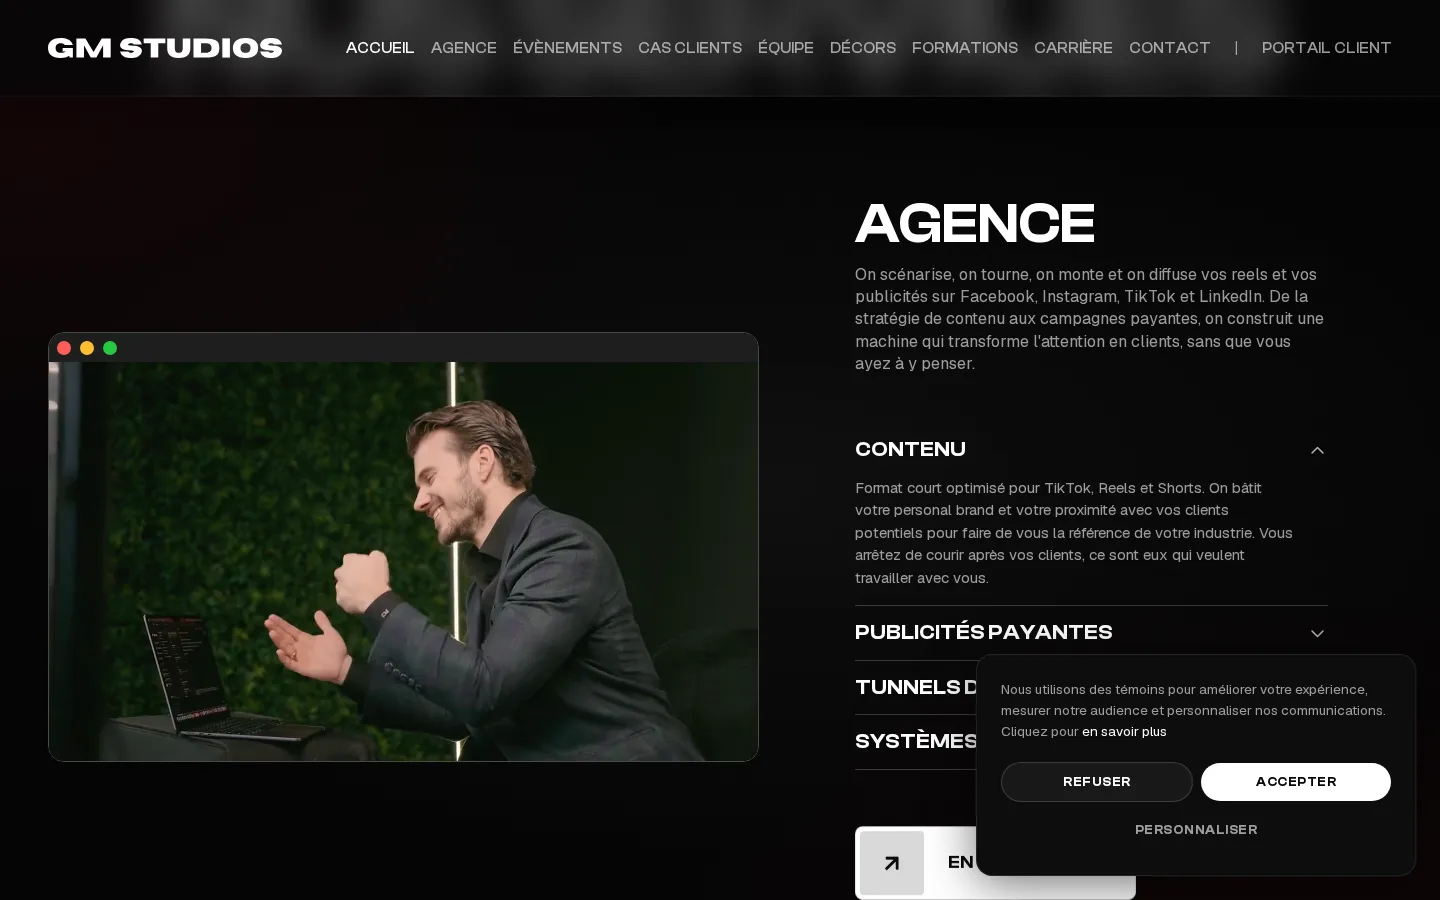 GM STUDIOS
ACCUEIL AGENCE ÉVÈNEMENTS CAS CLIENTS ÉQUIPE DÉCORS FORMATIONS CARRIÈRE CONTACT | PORTAIL CLIENT
AGENCE
On scénarise, on tourne, on monte et on diffuse vos reels et vos
publicités sur Facebook, Instagram, TikTok et LinkedIn. De la
stratégie de contenu aux campagnes payantes, on construit une
machine qui transforme l'attention en clients, sans que vous
ayez à y penser.
CONTENU
Format court optimisé pour TikTok, Reels et Shorts. On bâtit
votre personal brand et votre proximité avec vos clients
potentiels pour faire de vous la référence de votre industrie. Vous
arrêtez de courir après vos clients, ce sont eux qui veulent
travailler avec vous.
PUBLICITÉS PAYANTES
TUNNELS D
SYSTÈMES
EN
Nous utilisons des témoins pour améliorer votre expérience,
mesurer notre audience et personnaliser nos communications.
Cliquez pour en savoir plus
REFUSER
ACCEPTER
PERSONNALISER